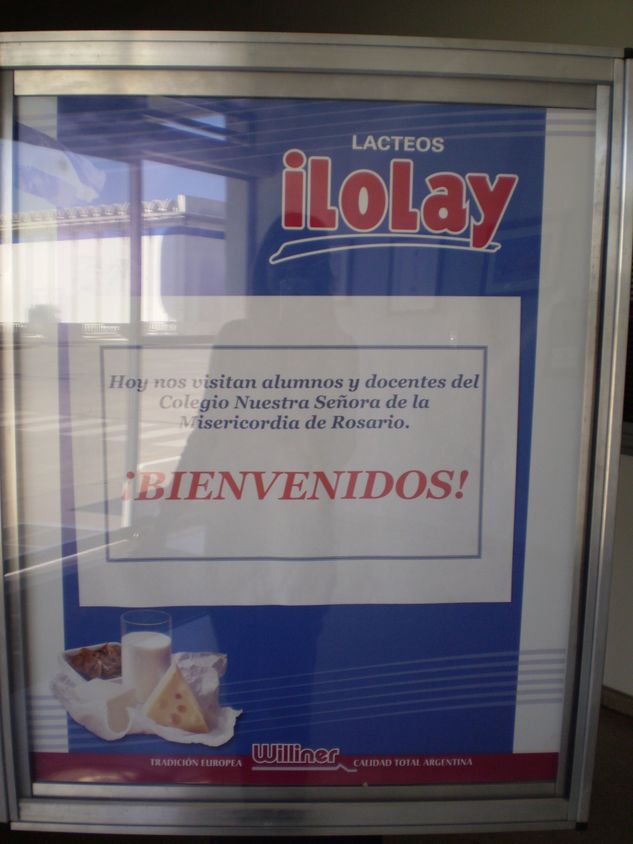 LACTEOS
iLoLay
Hoy nos visitan alumnos y docentes del
Colegio Nuestra Señora de la
Misericordia de Rosario.
¡BIENVENIDOS!
TRADICIÓN EUROPEA Williner CALIDAD TOTAL ARGENTINA